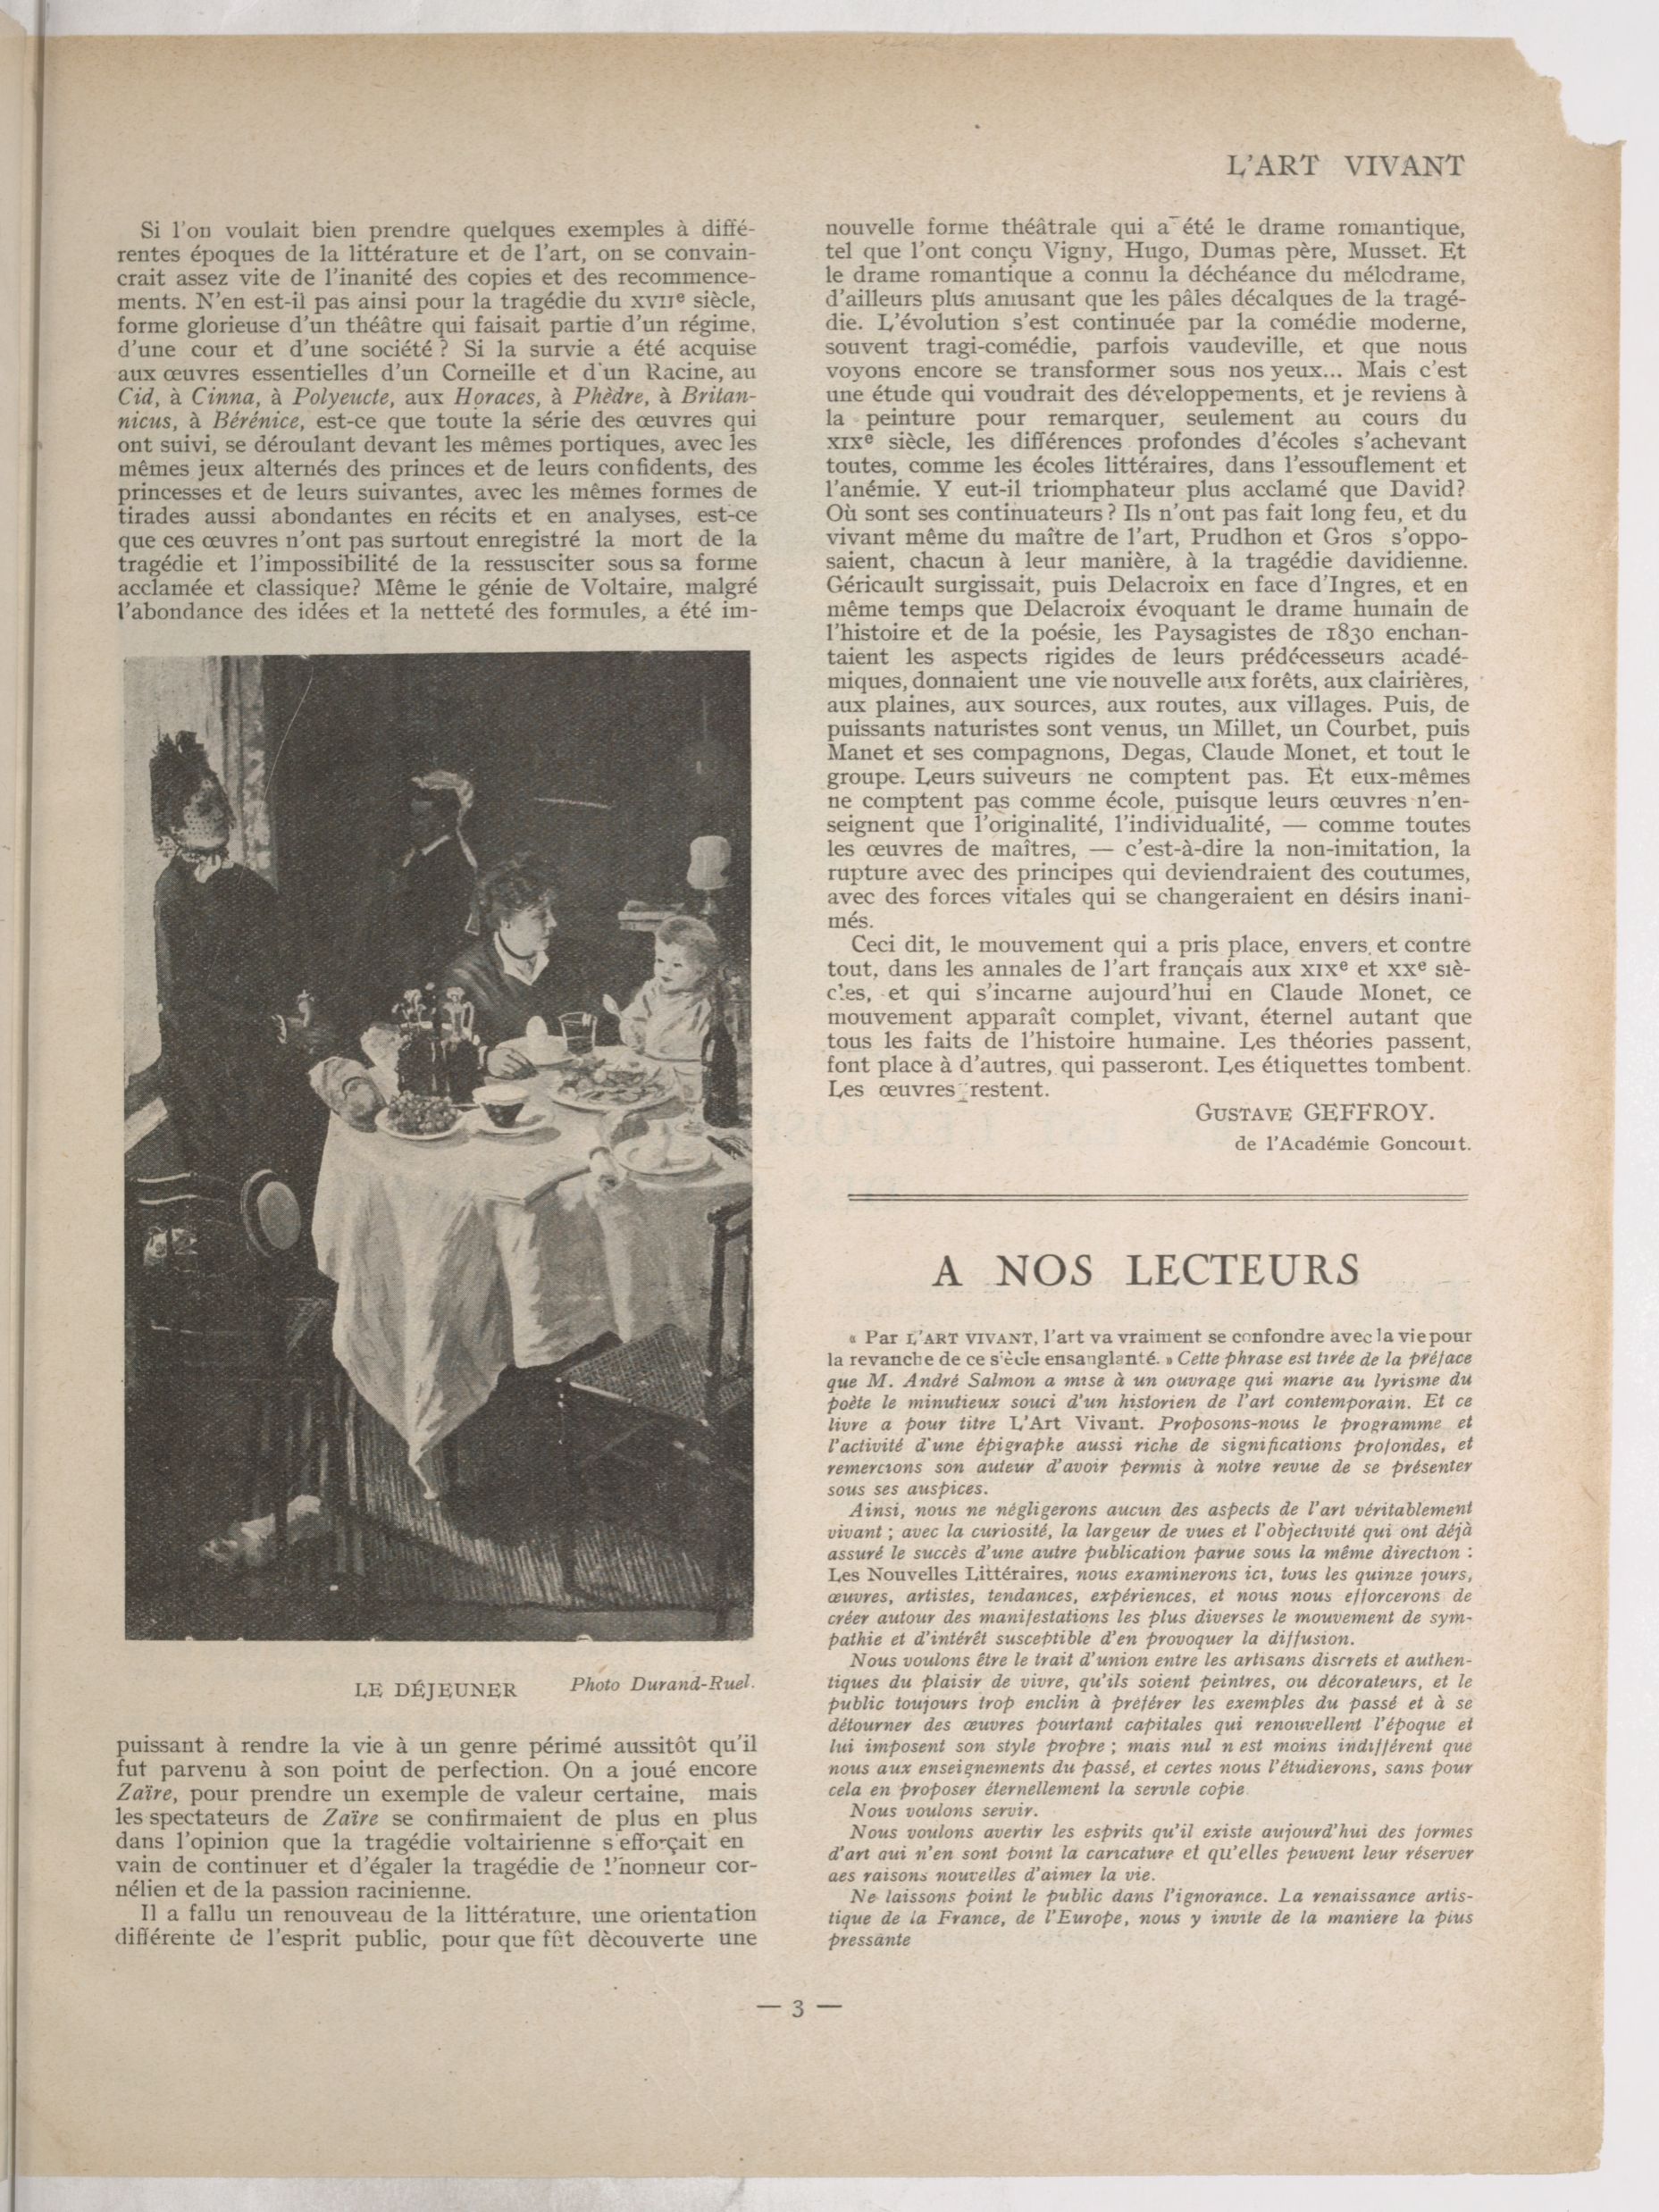 L'ART VIVANT
Si l'on voulait bien prendre quelques exemples à diffé-
rentes époques de la littérature et de l'art, on se convain-
crait assez vite de l'inanité des copies et des recommence-
ments. N'en est-il pas ainsi pour la tragédie du XVIIe siècle,
forme glorieuse d'un théâtre qui faisait partie d'un régime,
d'une cour et d'une société ? Si la survie a été acquise
aux œuvres essentielles d'un Corneille et d'un Racine, au
Cid, à Cinna, à Polyeucte, aux Horaces, à Phèdre, à Britan-
nicus, à Bérénice, est-ce que toute la série des œuvres qui
ont suivi, se déroulant devant les mêmes portiques, avec les
mêmes jeux alternés des princes et de leurs confidents, des
princesses et de leurs suivantes, avec les mêmes formes de
tirades aussi abondantes en récits et en analyses, est-ce
que ces œuvres n'ont pas surtout enregistré la mort de la
tragédie et l'impossibilité de la ressusciter sous sa forme
acclamée et classique? Même le génie de Voltaire, malgré
l'abondance des idées et la netteté des formules, a été im-
LE DÉJEUNER Photo Durand-Ruel.
puissant à rendre la vie à un genre périmé aussitôt qu'il
fut parvenu à son point de perfection. On a joué encore
Zaïre, pour prendre un exemple de valeur certaine, mais
les spectateurs de Zaïre se confirmaient de plus en plus
dans l'opinion que la tragédie voltairienne s'efforçait en
vain de continuer et d'égaler la tragédie de l'honneur cor-
nélien et de la passion racinienne.
Il a fallu un renouveau de la littérature, une orientation
différente de l'esprit public, pour que fût dècouverte une
nouvelle forme théâtrale qui a été le drame romantique,
tel que l'ont conçu Vigny, Hugo, Dumas père, Musset. Et
le drame romantique a connu la déchéance du mélodrame,
d'ailleurs plus amusant que les pâles décalques de la tragé-
die. L'évolution s'est continuée par la comédie moderne,
souvent tragi-comédie, parfois vaudeville, et que nous
voyons encore se transformer sous nos yeux... Mais c'est
une étude qui voudrait des développements, et je reviens à
la peinture pour remarquer, seulement au cours du
XIXe siècle, les différences profondes d'écoles s'achevant
toutes, comme les écoles littéraires, dans l'essouflement et
l'anémie. Y eut-il triomphateur plus acclamé que David?
Où sont ses continuateurs ? Ils n'ont pas fait long feu, et du
vivant même du maître de l'art, Prudhon et Gros s'oppo-
saient, chacun à leur manière, à la tragédie davidienne.
Géricault surgissait, puis Delacroix en face d'Ingres, et en
même temps que Delacroix évoquant le drame humain de
l'histoire et de la poésie, les Paysagistes de 1830 enchan-
taient les aspects rigides de leurs prédécesseurs acadé-
miques, donnaient une vie nouvelle aux forêts, aux clairières,
aux plaines, aux sources, aux routes, aux villages. Puis, de
puissants naturistes sont venus, un Millet, un Courbet, puis
Manet et ses compagnons, Degas, Claude Monet, et tout le
groupe. Leurs suiveurs ne comptent pas. Et eux-mêmes
ne comptent pas comme école, puisque leurs œuvres n'en-
seignent que l'originalité, l'individualité, — comme toutes
les œuvres de maîtres, — c'est-à-dire la non-imitation, la
rupture avec des principes qui deviendraient des coutumes,
avec des forces vitales qui se changeraient en désirs inani-
més.
Ceci dit, le mouvement qui a pris place, envers et contre
tout, dans les annales de l'art français aux XIXe et XXe siè-
cles, et qui s'incarne aujourd'hui en Claude Monet, ce
mouvement apparaît complet, vivant, éternel autant que
tous les faits de l'histoire humaine. Les théories passent,
font place à d'autres, qui passeront. Les étiquettes tombent.
Les œuvres restent.
GUSTAVE GEFFROY.
de l'Académie Goncourt.
A NOS LECTEURS
« Par L'ART VIVANT, l'art va vraiment se confondre avec la vie pour
la revanche de ce siècle ensanglanté. » Cette phrase est tirée de la préface
que M. André Salmon a mise à un ouvrage qui marie au lyrisme du
poète le minutieux souci d'un historien de l'art contemporain. Et ce
livre a pour titre L'Art Vivant. Proposons-nous le programme et
l'activité d'une épigraphe aussi riche de significations profondes, et
remercions son auteur d'avoir permis à notre revue de se présenter
sous ses auspices.
Ainsi, nous ne négligerons aucun des aspects de l'art véritablement
vivant ; avec la curiosité, la largeur de vues et l'objectivité qui ont déjà
assuré le succès d'une autre publication parue sous la même direction :
Les Nouvelles Littéraires, nous examinerons ici, tous les quinze jours,
œuvres, artistes, tendances, expériences, et nous nous efforcerons de
créer autour des manifestations les plus diverses le mouvement de sym-
pathie et d'intérêt susceptible d'en provoquer la diffusion.
Nous voulons être le trait d'union entre les artisans discrets et authen-
tiques du plaisir de vivre, qu'ils soient peintres, ou décorateurs, et le
public toujours trop enclin à préférer les exemples du passé et à se
détourner des œuvres pourtant capitales qui renouvellent l'époque et
lui imposent son style propre ; mais nul n est moins indifférent que
nous aux enseignements du passé, et certes nous l'étudierons, sans pour
cela en proposer éternellement la servile copie.
Nous voulons servir.
Nous voulons avertir les esprits qu'il existe aujourd'hui des formes
d'art qui n'en sont point la caricature et qu'elles peuvent leur réserver
des raisons nouvelles d'aimer la vie.
Ne laissons point le public dans l'ignorance. La renaissance artis-
tique de la France, de l'Europe, nous y invite de la maniere la plus
pressante
— 3 —